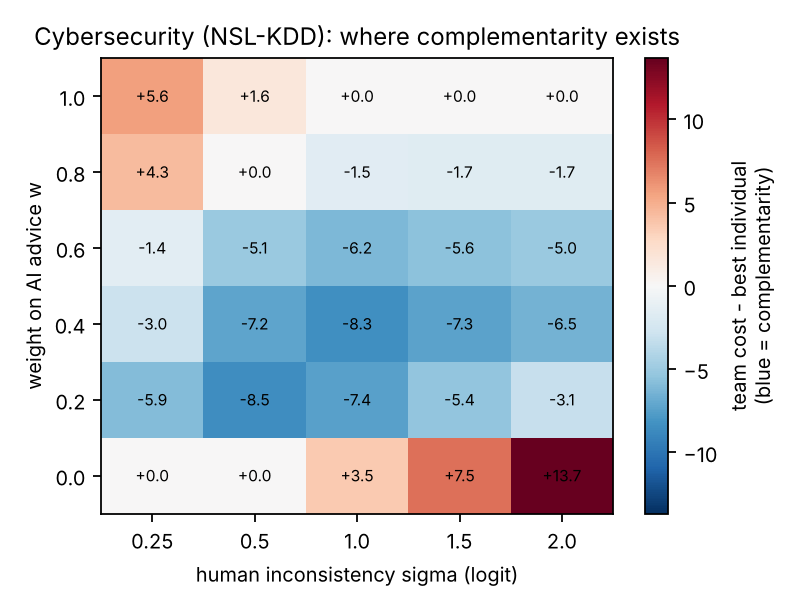 Cybersecurity (NSL-KDD): where complementarity exists
weight on AI advice w
1.0 +5.6 +1.6 +0.0 +0.0 +0.0
0.8 +4.3 +0.0 -1.5 -1.7 -1.7
0.6 -1.4 -5.1 -6.2 -5.6 -5.0
0.4 -3.0 -7.2 -8.3 -7.3 -6.5
0.2 -5.9 -8.5 -7.4 -5.4 -3.1
0.0 +0.0 +0.0 +3.5 +7.5 +13.7
0.25 0.5 1.0 1.5 2.0
human inconsistency sigma (logit)
10
5
0
−5
−10
team cost - best individual
(blue = complementarity)